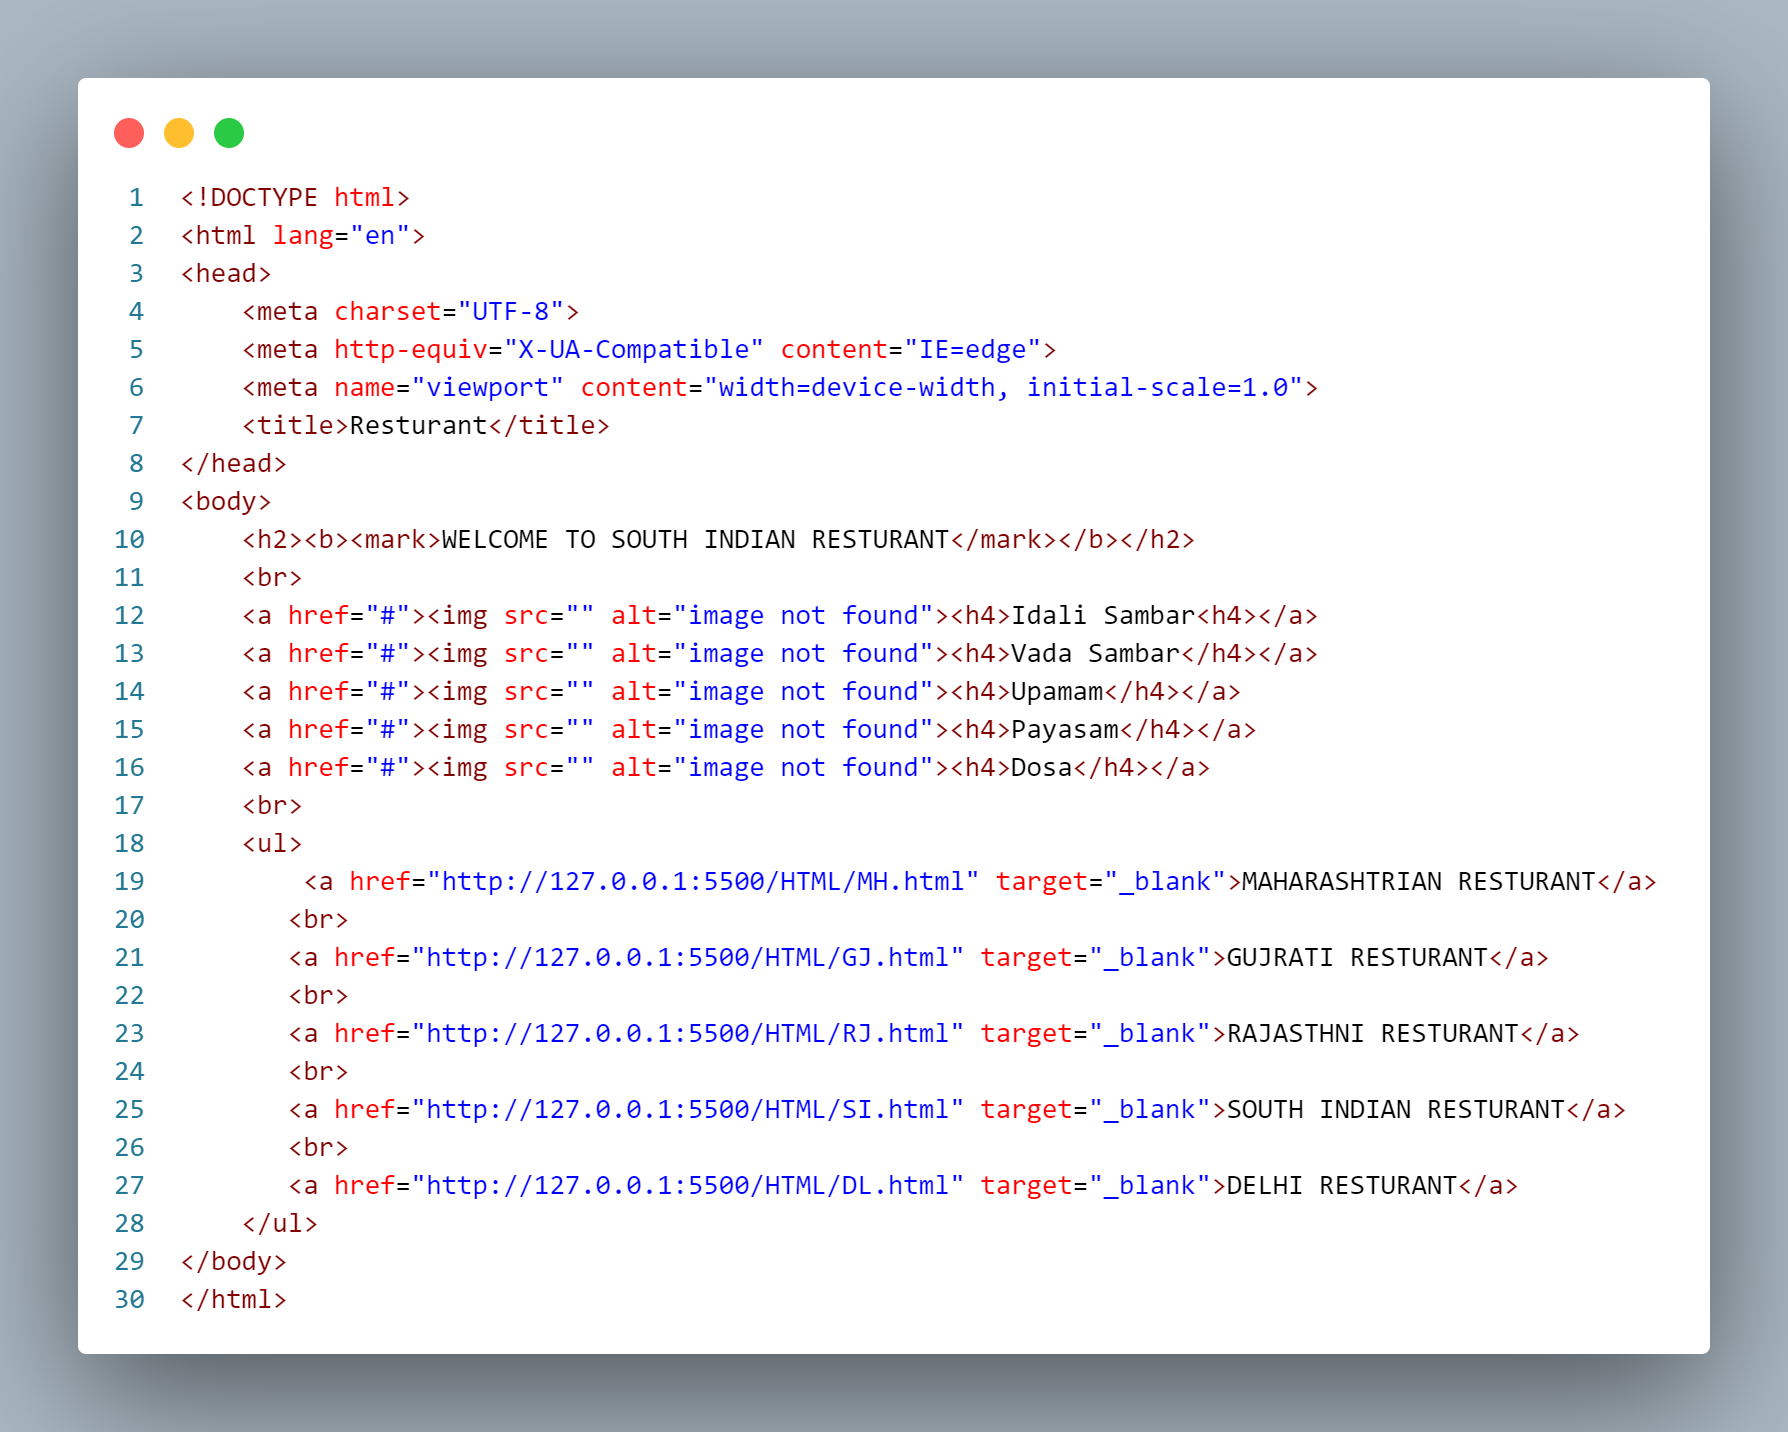 1 <!DOCTYPE html>
2 <html lang="en">
3 <head>
4     <meta charset="UTF-8">
5     <meta http-equiv="X-UA-Compatible" content="IE=edge">
6     <meta name="viewport" content="width=device-width, initial-scale=1.0">
7     <title>Resturant</title>
8 </head>
9 <body>
10     <h2><b><mark>WELCOME TO SOUTH INDIAN RESTURANT</mark></b></h2>
11     <br>
12     <a href="#"><img src="" alt="image not found"><h4>Idali Sambar<h4></a>
13     <a href="#"><img src="" alt="image not found"><h4>Vada Sambar</h4></a>
14     <a href="#"><img src="" alt="image not found"><h4>Upamam</h4></a>
15     <a href="#"><img src="" alt="image not found"><h4>Payasam</h4></a>
16     <a href="#"><img src="" alt="image not found"><h4>Dosa</h4></a>
17     <br>
18     <ul>
19         <a href="http://127.0.0.1:5500/HTML/MH.html" target="_blank">MAHARASHTRIAN RESTURANT</a>
20        <br>
21        <a href="http://127.0.0.1:5500/HTML/GJ.html" target="_blank">GUJRATI RESTURANT</a>
22        <br>
23        <a href="http://127.0.0.1:5500/HTML/RJ.html" target="_blank">RAJASTHNI RESTURANT</a>
24        <br>
25        <a href="http://127.0.0.1:5500/HTML/SI.html" target="_blank">SOUTH INDIAN RESTURANT</a>
26        <br>
27        <a href="http://127.0.0.1:5500/HTML/DL.html" target="_blank">DELHI RESTURANT</a>
28     </ul>
29 </body>
30 </html>